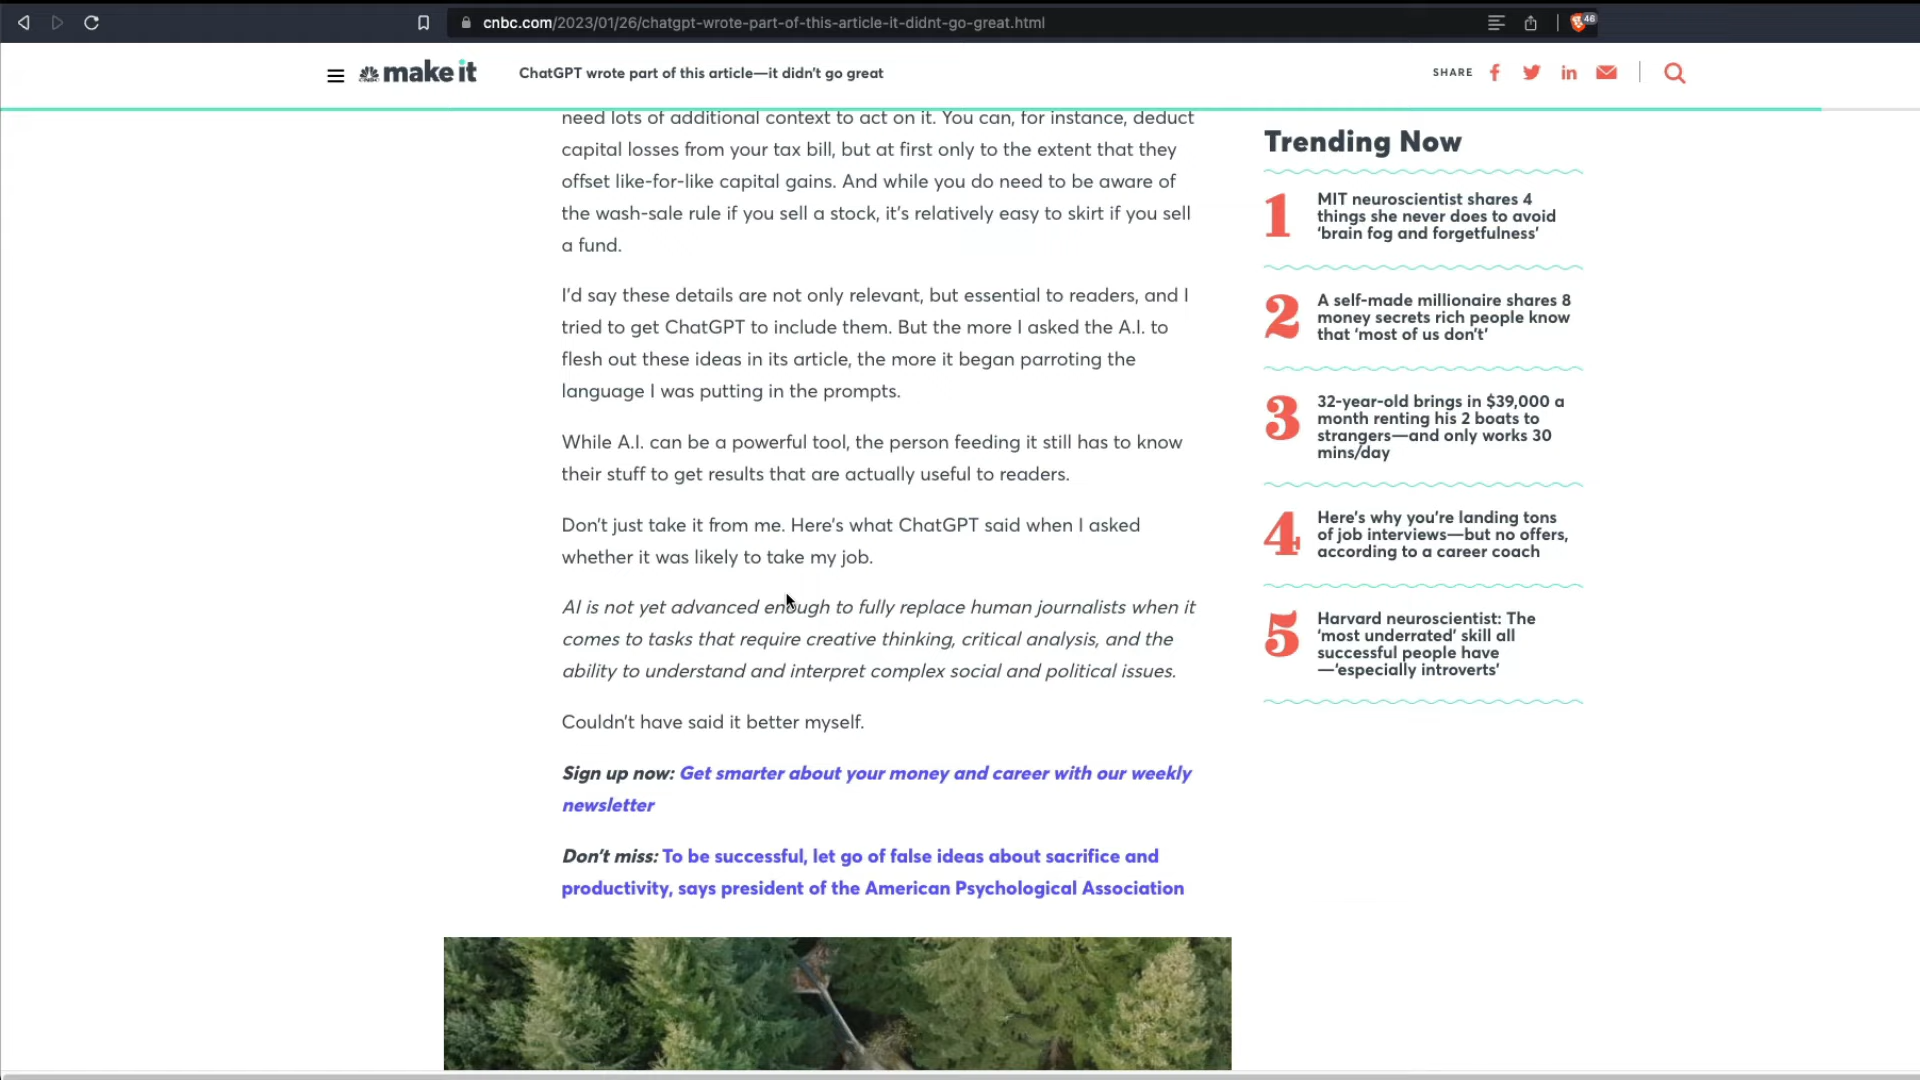 cnbc.com/2023/01/26/chatgpt-wrote-part-of-this-article-it-didnt-go-great.html
46
make it
ChatGPT wrote part of this article—it didn't go great
SHARE
need lots of additional context to act on it. You can, for instance, deduct
capital losses from your tax bill, but at first only to the extent that they
offset like-for-like capital gains. And while you do need to be aware of
the wash-sale rule if you sell a stock, it's relatively easy to skirt if you sell
a fund.
I'd say these details are not only relevant, but essential to readers, and I
tried to get ChatGPT to include them. But the more I asked the A.I. to
flesh out these ideas in its article, the more it began parroting the
language I was putting in the prompts.
While A.I. can be a powerful tool, the person feeding it still has to know
their stuff to get results that are actually useful to readers.
Don't just take it from me. Here's what ChatGPT said when I asked
whether it was likely to take my job.
AI is not yet advanced enough to fully replace human journalists when it
comes to tasks that require creative thinking, critical analysis, and the
ability to understand and interpret complex social and political issues.
Couldn't have said it better myself.
Sign up now: Get smarter about your money and career with our weekly
newsletter
Don't miss: To be successful, let go of false ideas about sacrifice and
productivity, says president of the American Psychological Association
Trending Now
1
MIT neuroscientist shares 4
things she never does to avoid
‘brain fog and forgetfulness’
2
A self-made millionaire shares 8
money secrets rich people know
that ‘most of us don't’
3
32-year-old brings in $39,000 a
month renting his 2 boats to
strangers—and only works 30
mins/day
4
Here's why you're landing tons
of job interviews—but no offers,
according to a career coach
5
Harvard neuroscientist: The
‘most underrated’ skill all
successful people have
—‘especially introverts’